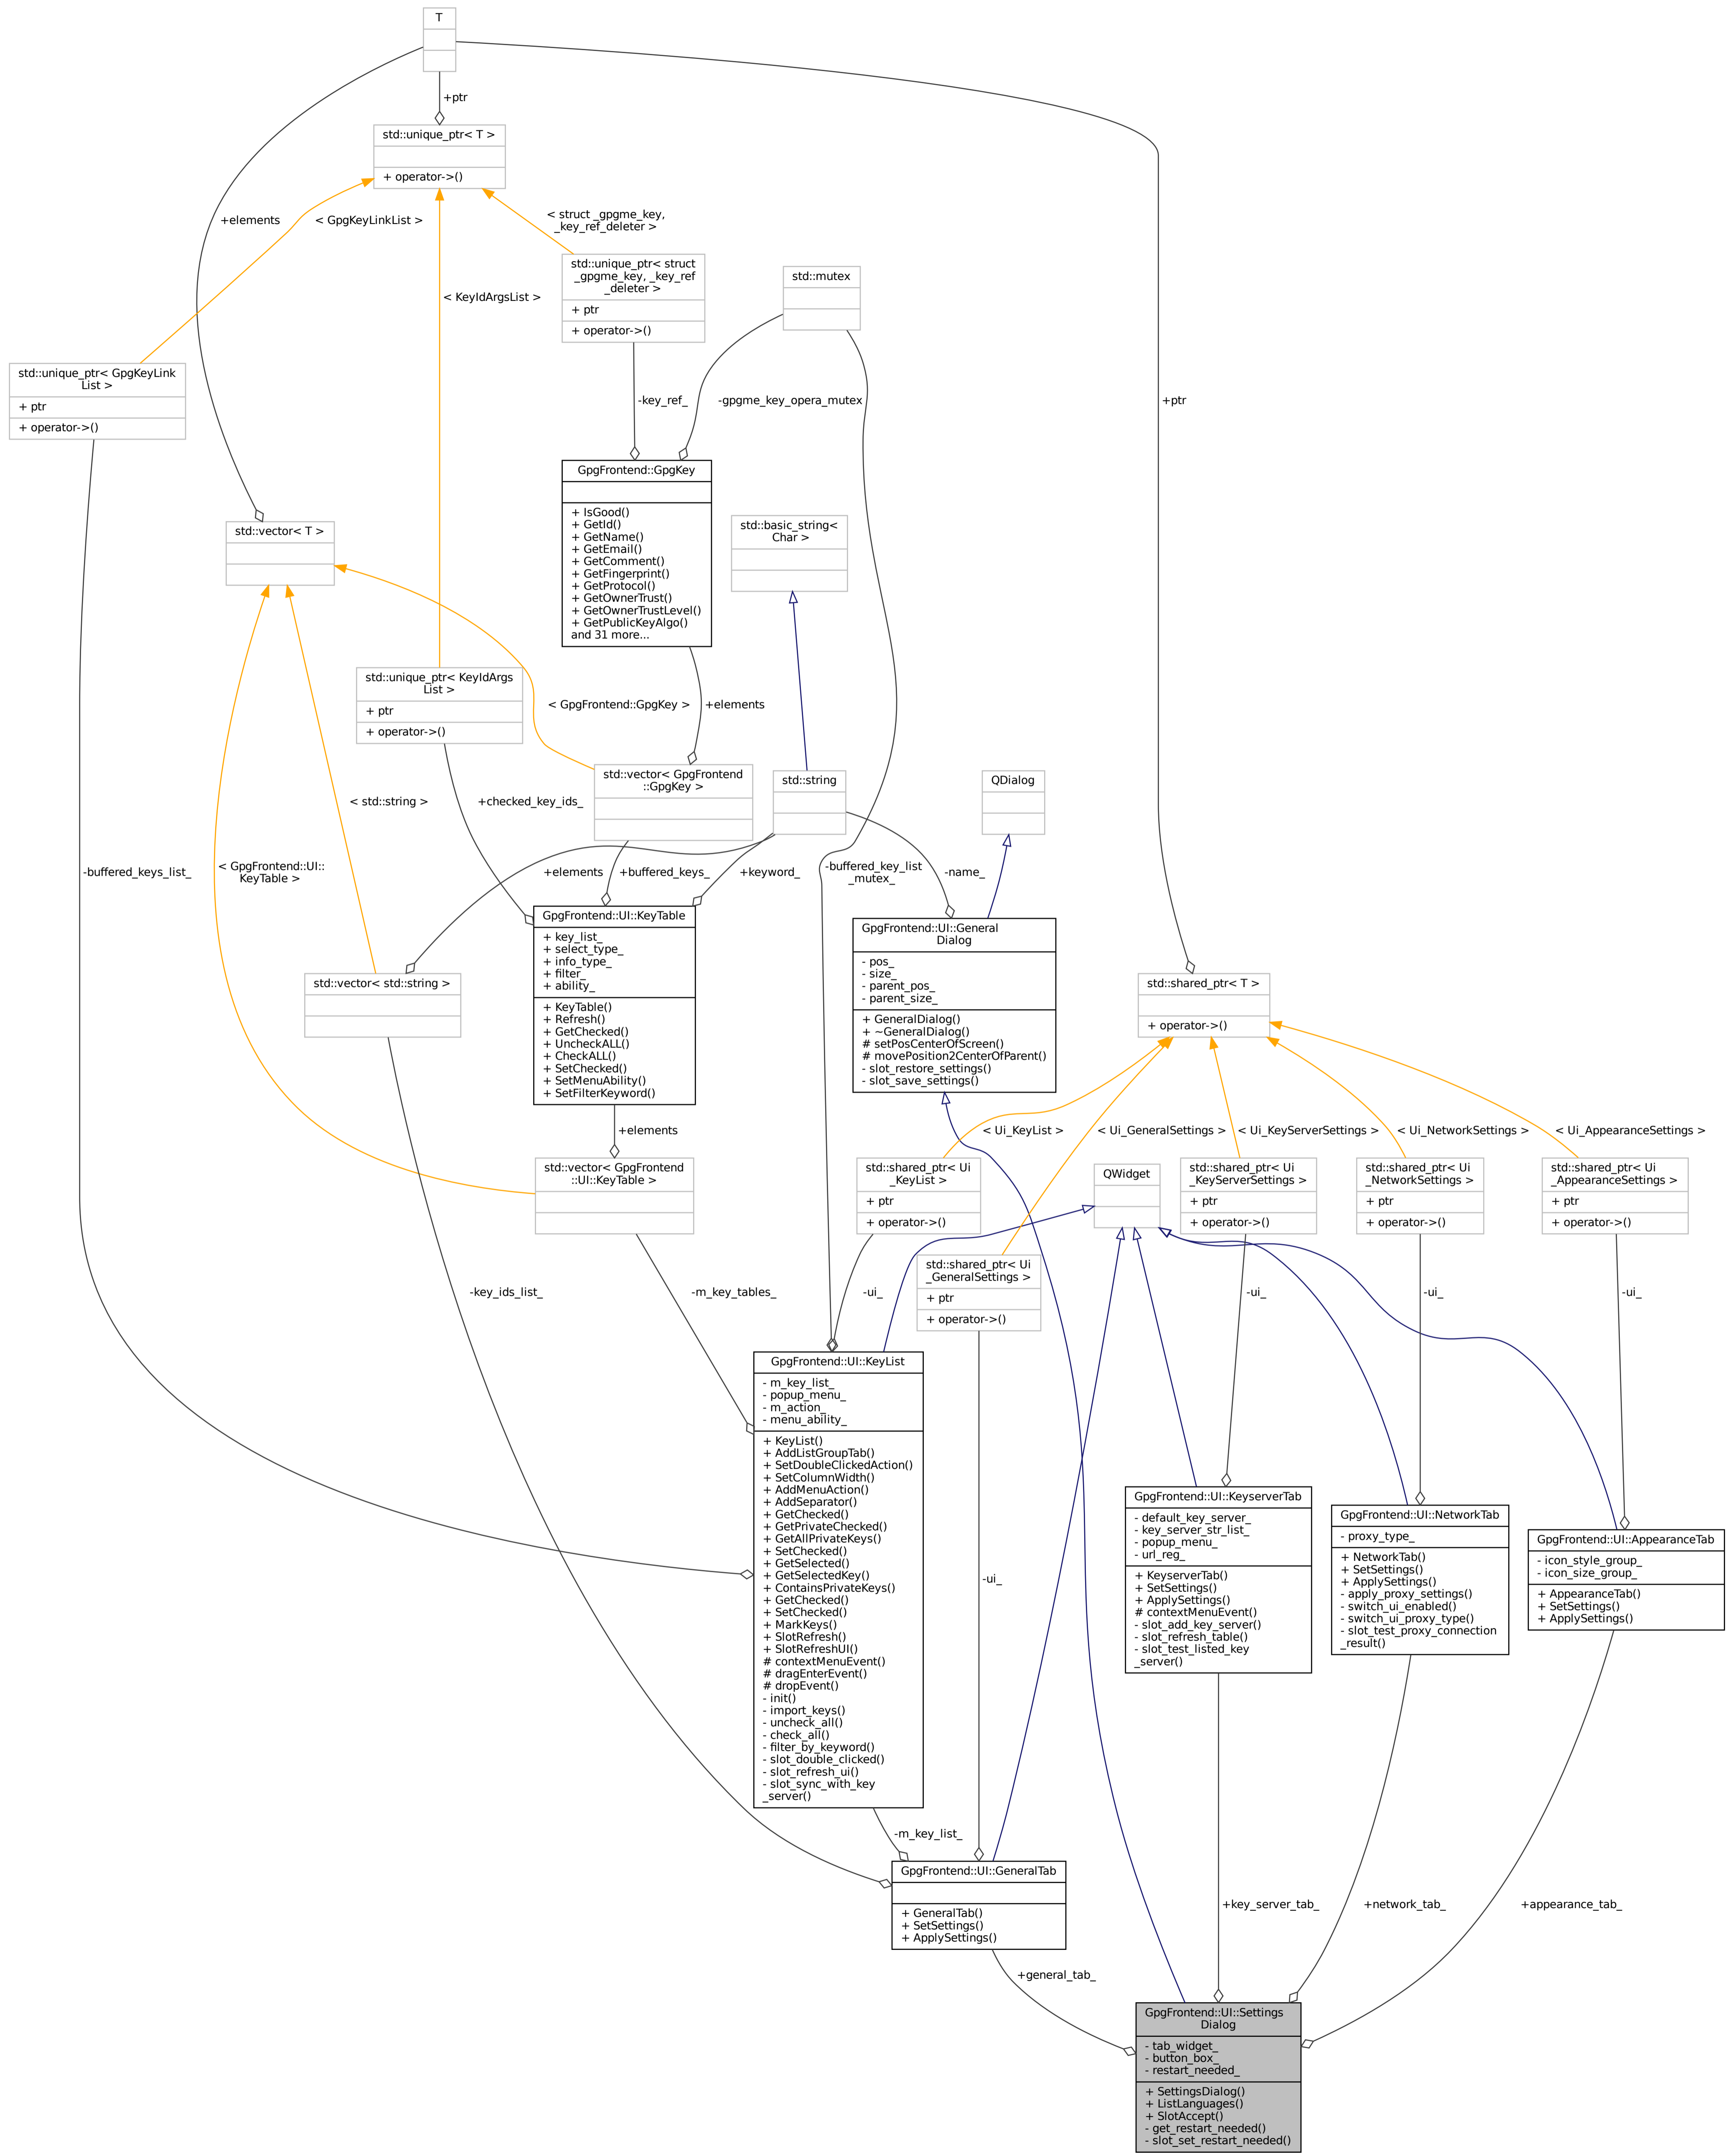 T
+ptr
std::unique_ptr< T >
+ operator->()
+elements
< GpgKeyLinkList >
< struct _gpgme_key,
_key_ref_deleter >
std::unique_ptr< struct
_gpgme_key, _key_ref
_deleter >
+ ptr
+ operator->()
std::mutex
< KeyIdArgsList >
std::unique_ptr< GpgKeyLink
List >
+ ptr
+ operator->()
-key_ref_
-gpgme_key_opera_mutex
+ptr
GpgFrontend::GpgKey
+ IsGood()
+ GetId()
+ GetName()
+ GetEmail()
+ GetComment()
+ GetFingerprint()
+ GetProtocol()
+ GetOwnerTrust()
+ GetOwnerTrustLevel()
+ GetPublicKeyAlgo()
and 31 more...
std::vector< T >
std::basic_string<
Char >
std::unique_ptr< KeyIdArgs
List >
+ ptr
+ operator->()
< GpgFrontend::GpgKey >
+elements
std::vector< GpgFrontend
::GpgKey >
std::string
QDialog
< std::string >
+checked_key_ids_
-buffered_keys_list_
< GpgFrontend::UI::
KeyTable >
+elements
+buffered_keys_
+keyword_
-buffered_key_list
_mutex_
-name_
GpgFrontend::UI::KeyTable
+ key_list_
+ select_type_
+ info_type_
+ filter_
+ ability_
+ KeyTable()
+ Refresh()
+ GetChecked()
+ UncheckALL()
+ CheckALL()
+ SetChecked()
+ SetMenuAbility()
+ SetFilterKeyword()
GpgFrontend::UI::General
Dialog
- pos_
- size_
- parent_pos_
- parent_size_
+ GeneralDialog()
+ ~GeneralDialog()
# setPosCenterOfScreen()
# movePosition2CenterOfParent()
- slot_restore_settings()
- slot_save_settings()
std::vector< std::string >
std::shared_ptr< T >
+ operator->()
+elements
< Ui_KeyList >
< Ui_GeneralSettings >
< Ui_KeyServerSettings >
< Ui_NetworkSettings >
< Ui_AppearanceSettings >
std::vector< GpgFrontend
::UI::KeyTable >
std::shared_ptr< Ui
_KeyList >
+ ptr
+ operator->()
QWidget
std::shared_ptr< Ui
_KeyServerSettings >
+ ptr
+ operator->()
std::shared_ptr< Ui
_NetworkSettings >
+ ptr
+ operator->()
std::shared_ptr< Ui
_AppearanceSettings >
+ ptr
+ operator->()
std::shared_ptr< Ui
_GeneralSettings >
+ ptr
+ operator->()
-key_ids_list_
-m_key_tables_
-ui_
-ui_
-ui_
-ui_
GpgFrontend::UI::KeyList
- m_key_list_
- popup_menu_
- m_action_
- menu_ability_
+ KeyList()
+ AddListGroupTab()
+ SetDoubleClickedAction()
+ SetColumnWidth()
+ AddMenuAction()
+ AddSeparator()
+ GetChecked()
+ GetPrivateChecked()
+ GetAllPrivateKeys()
+ SetChecked()
+ GetSelected()
+ GetSelectedKey()
+ ContainsPrivateKeys()
+ GetChecked()
+ SetChecked()
+ MarkKeys()
+ SlotRefresh()
+ SlotRefreshUI()
# contextMenuEvent()
# dragEnterEvent()
# dropEvent()
- init()
- import_keys()
- uncheck_all()
- check_all()
- filter_by_keyword()
- slot_double_clicked()
- slot_refresh_ui()
- slot_sync_with_key
_server()
-ui_
GpgFrontend::UI::KeyserverTab
- default_key_server_
- key_server_str_list_
- popup_menu_
- url_reg_
+ KeyserverTab()
+ SetSettings()
+ ApplySettings()
# contextMenuEvent()
- slot_add_key_server()
- slot_refresh_table()
- slot_test_listed_key
_server()
GpgFrontend::UI::NetworkTab
- proxy_type_
+ NetworkTab()
+ SetSettings()
+ ApplySettings()
- apply_proxy_settings()
- switch_ui_enabled()
- switch_ui_proxy_type()
- slot_test_proxy_connection
_result()
GpgFrontend::UI::AppearanceTab
- icon_style_group_
- icon_size_group_
+ AppearanceTab()
+ SetSettings()
+ ApplySettings()
-m_key_list_
GpgFrontend::UI::GeneralTab
+ GeneralTab()
+ SetSettings()
+ ApplySettings()
+key_server_tab_
+network_tab_
+appearance_tab_
+general_tab_
GpgFrontend::UI::Settings
Dialog
- tab_widget_
- button_box_
- restart_needed_
+ SettingsDialog()
+ ListLanguages()
+ SlotAccept()
- get_restart_needed()
- slot_set_restart_needed()